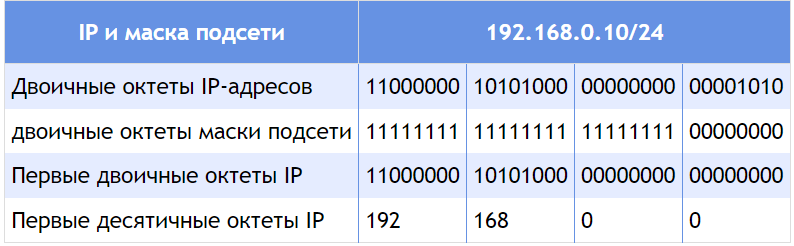 IP и маска подсети 192.168.0.10/24
Двоичные октеты IP-адресов 11000000 10101000 00000000 00001010
двоичные октеты маски подсети 11111111 11111111 11111111 00000000
Первые двоичные октеты IP 11000000 10101000 00000000 00000000
Первые десятичные октеты IP 192 168 0 0